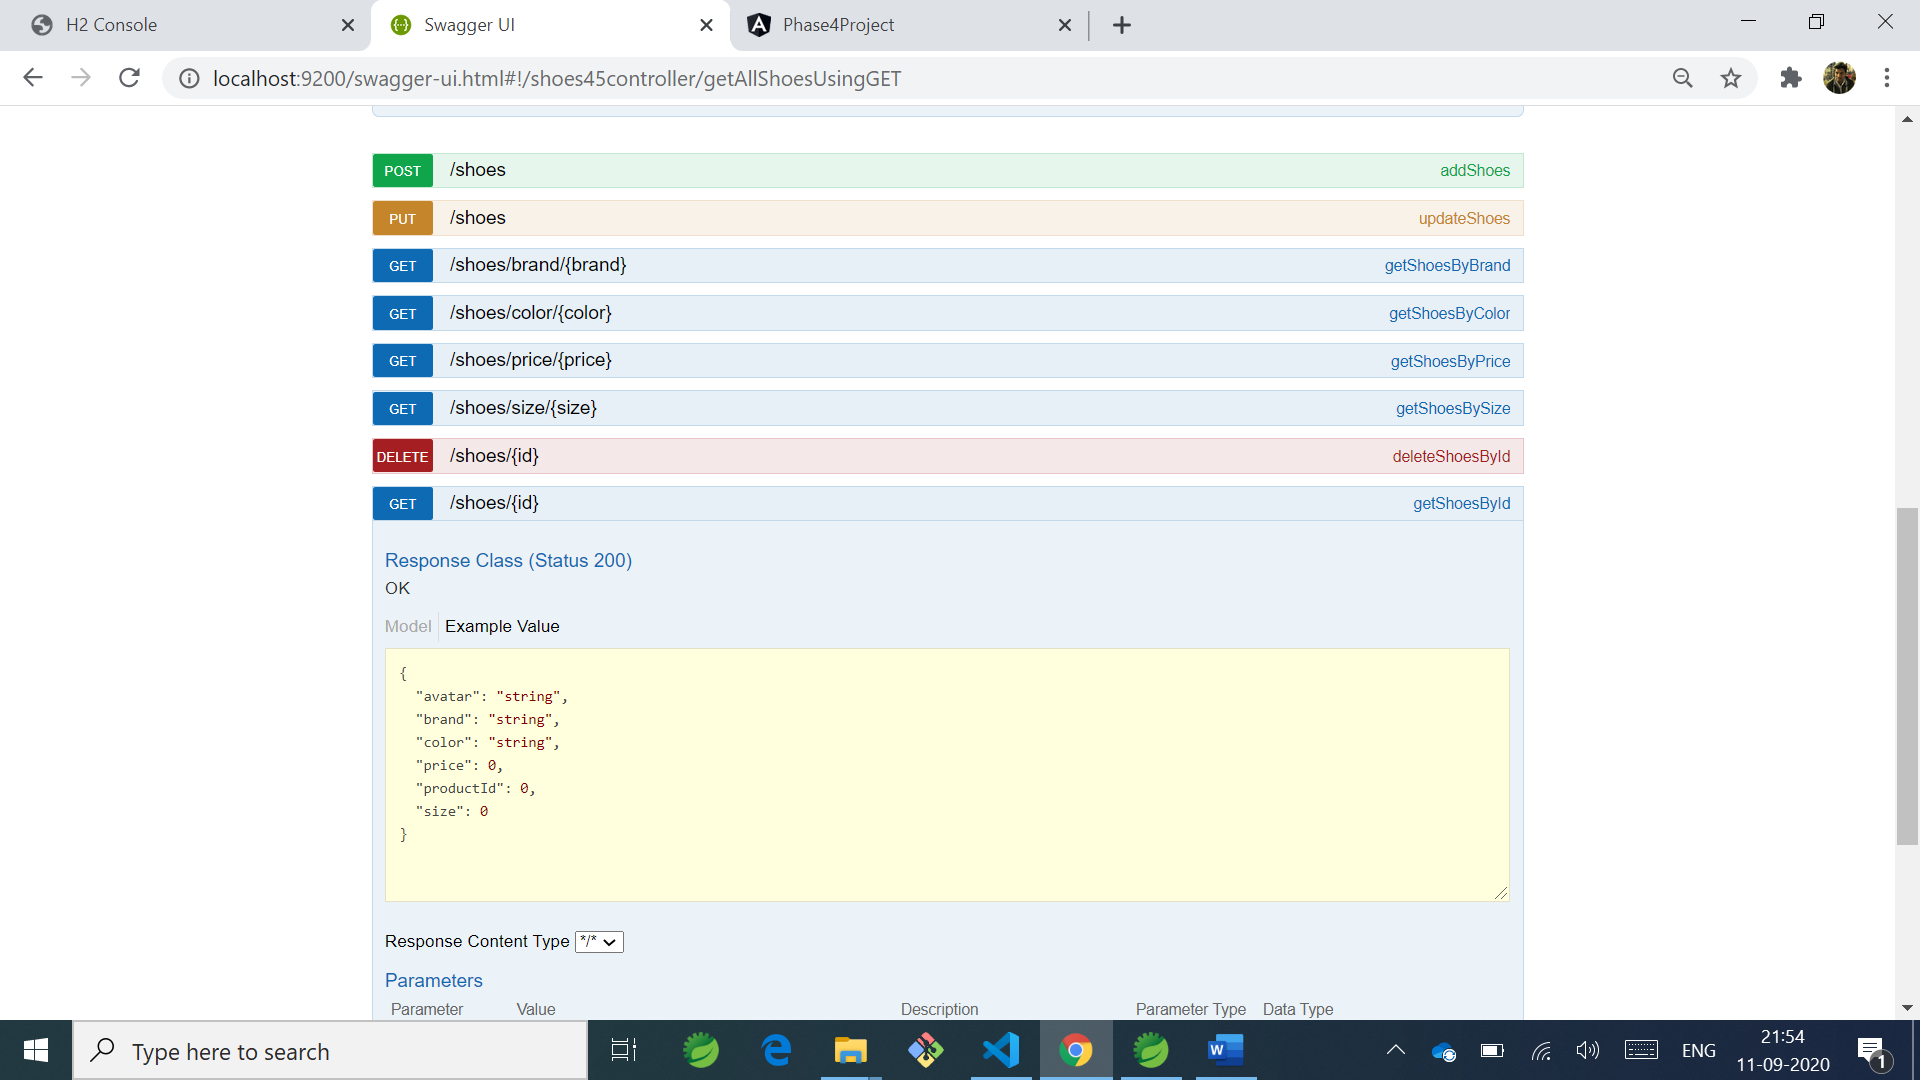 H2 Console
Swagger UI
Phase4Project
localhost:9200/swagger-ui.html#!/shoes45controller/getAllShoesUsingGET
POST /shoes addShoes
PUT /shoes updateShoes
GET /shoes/brand/{brand} getShoesByBrand
GET /shoes/color/{color} getShoesByColor
GET /shoes/price/{price} getShoesByPrice
GET /shoes/size/{size} getShoesBySize
DELETE /shoes/{id} deleteShoesById
GET /shoes/{id} getShoesById
Response Class (Status 200)
OK
Model Example Value
{
"avatar": "string",
"brand": "string",
"color": "string",
"price": 0,
"productId": 0,
"size": 0
}
Response Content Type */*
Parameters
Parameter Value Description Parameter Type Data Type
Type here to search
W
ENG
21:54
11-09-2020
1